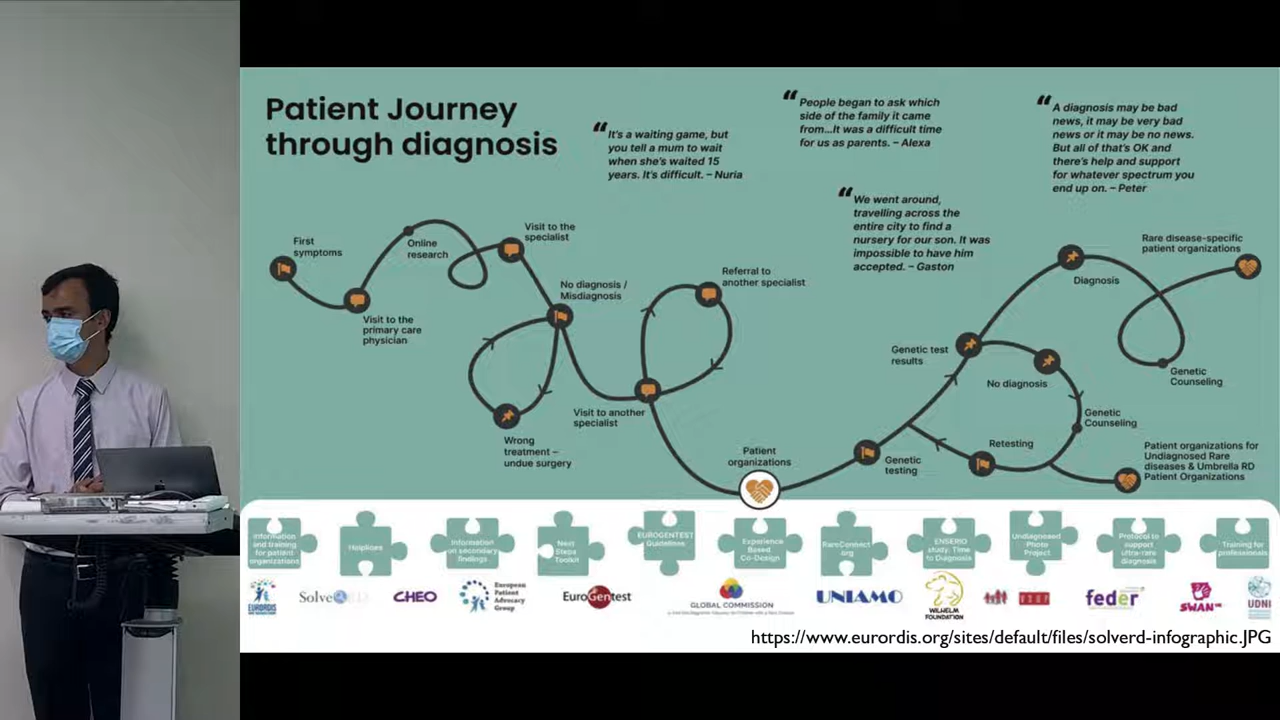 Patient Journey
through diagnosis
“It's a waiting game, but
you tell a mum to wait
when she's waited 15
years. It's difficult. – Nuria
“People began to ask which
side of the family it came
from...It was a difficult time
for us as parents. – Alexa
“A diagnosis may be bad
news, it may be very bad
news or it may be no news.
But all of that's OK and
there's help and support
for whatever spectrum you
end up on. – Peter
“We went around,
travelling across the
entire city to find a
nursery for our son. It was
impossible to have him
accepted. – Gaston
First
symptoms
Visit to the
primary care
physician
Online
research
Visit to the
specialist
No diagnosis /
Misdiagnosis
Wrong
treatment –
undue surgery
Visit to another
specialist
Referral to
another specialist
Patient
organizations
Genetic
testing
Genetic test
results
No diagnosis
Genetic
Counseling
Retesting
Patient organizations for
Undiagnosed Rare
diseases & Umbrella RD
Patient Organizations
Diagnosis
Genetic
Counseling
Rare disease-specific
patient organizations
Information
and training
for patient
organizations
Helplines
Information
on secondary
findings
Next
Steps
Toolkit
EUROGENTEST
Guidelines
Experience
Based
Co-Design
RareConnect
.org
ENSERIO
study: Time
to Diagnosis
Undiagnosed
Photo
Project
Protocol to
support
ultra-rare
diagnosis
Training for
professionals
EURORDIS
Solve
CHEO
European
Patient
Advocacy
Group
EuroGentest
GLOBAL COMMISSION
UNIAMO
WILHELM
FOUNDATION
feder
SWAN UK
UDNI
https://www.eurordis.org/sites/default/files/solverd-infographic.JPG